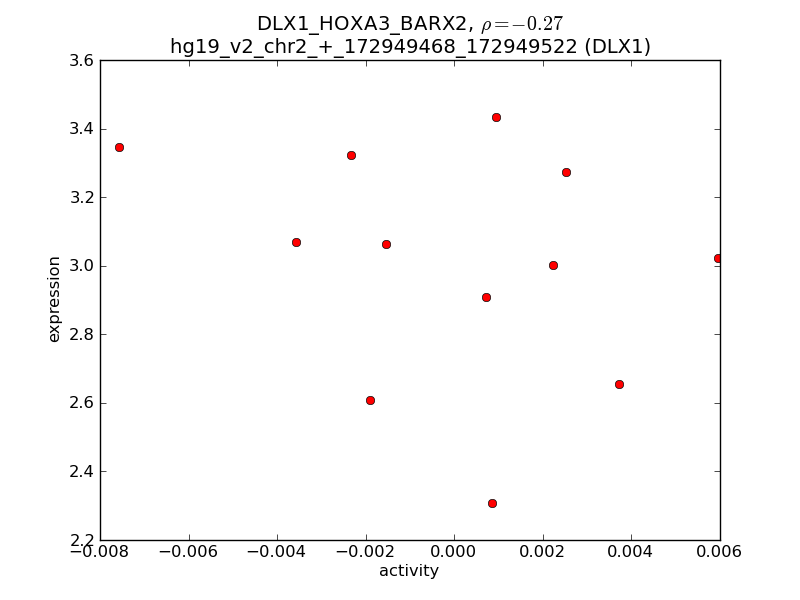 DLX1_HOXA3_BARX2, ρ=−0.27
hg19_v2_chr2_+_172949468_172949522 (DLX1)
3.6
3.4
3.2
3.0
2.8
2.6
2.4
2.2
expression
−0.008 −0.006 −0.004 −0.002 0.000 0.002 0.004 0.006
activity